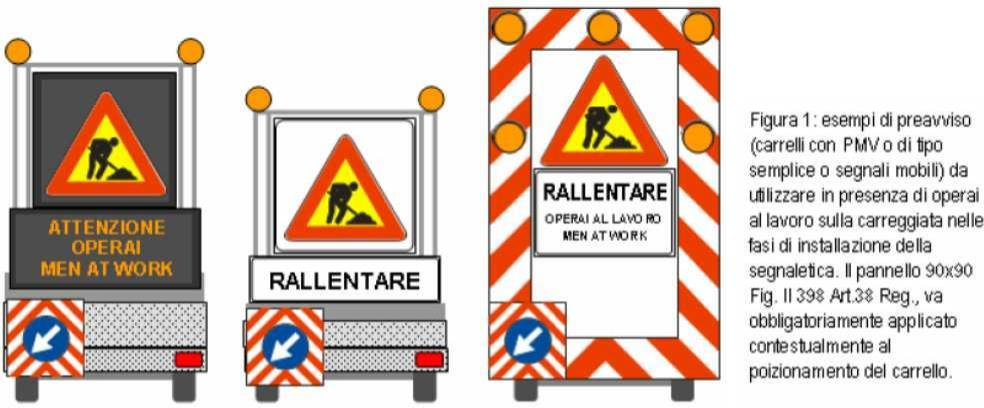 ATTENZIONE
OPERAI
MEN AT WORK
RALLENTARE
RALLENTARE
OPERAI AL LAVORO
MEN AT WORK
Figura 1: esempi di preavviso
(carrelli con PMV o di tipo
semplice o segnali mobili) da
utilizzare in presenza di operai
al lavoro sulla carreggiata nelle
fasi di installazione della
segnaletica. Il pannello 90x90
Fig. II 398 Art.38 Reg., va
obbligatoriamente applicato
contestualmente al
poizionamento del carrello.